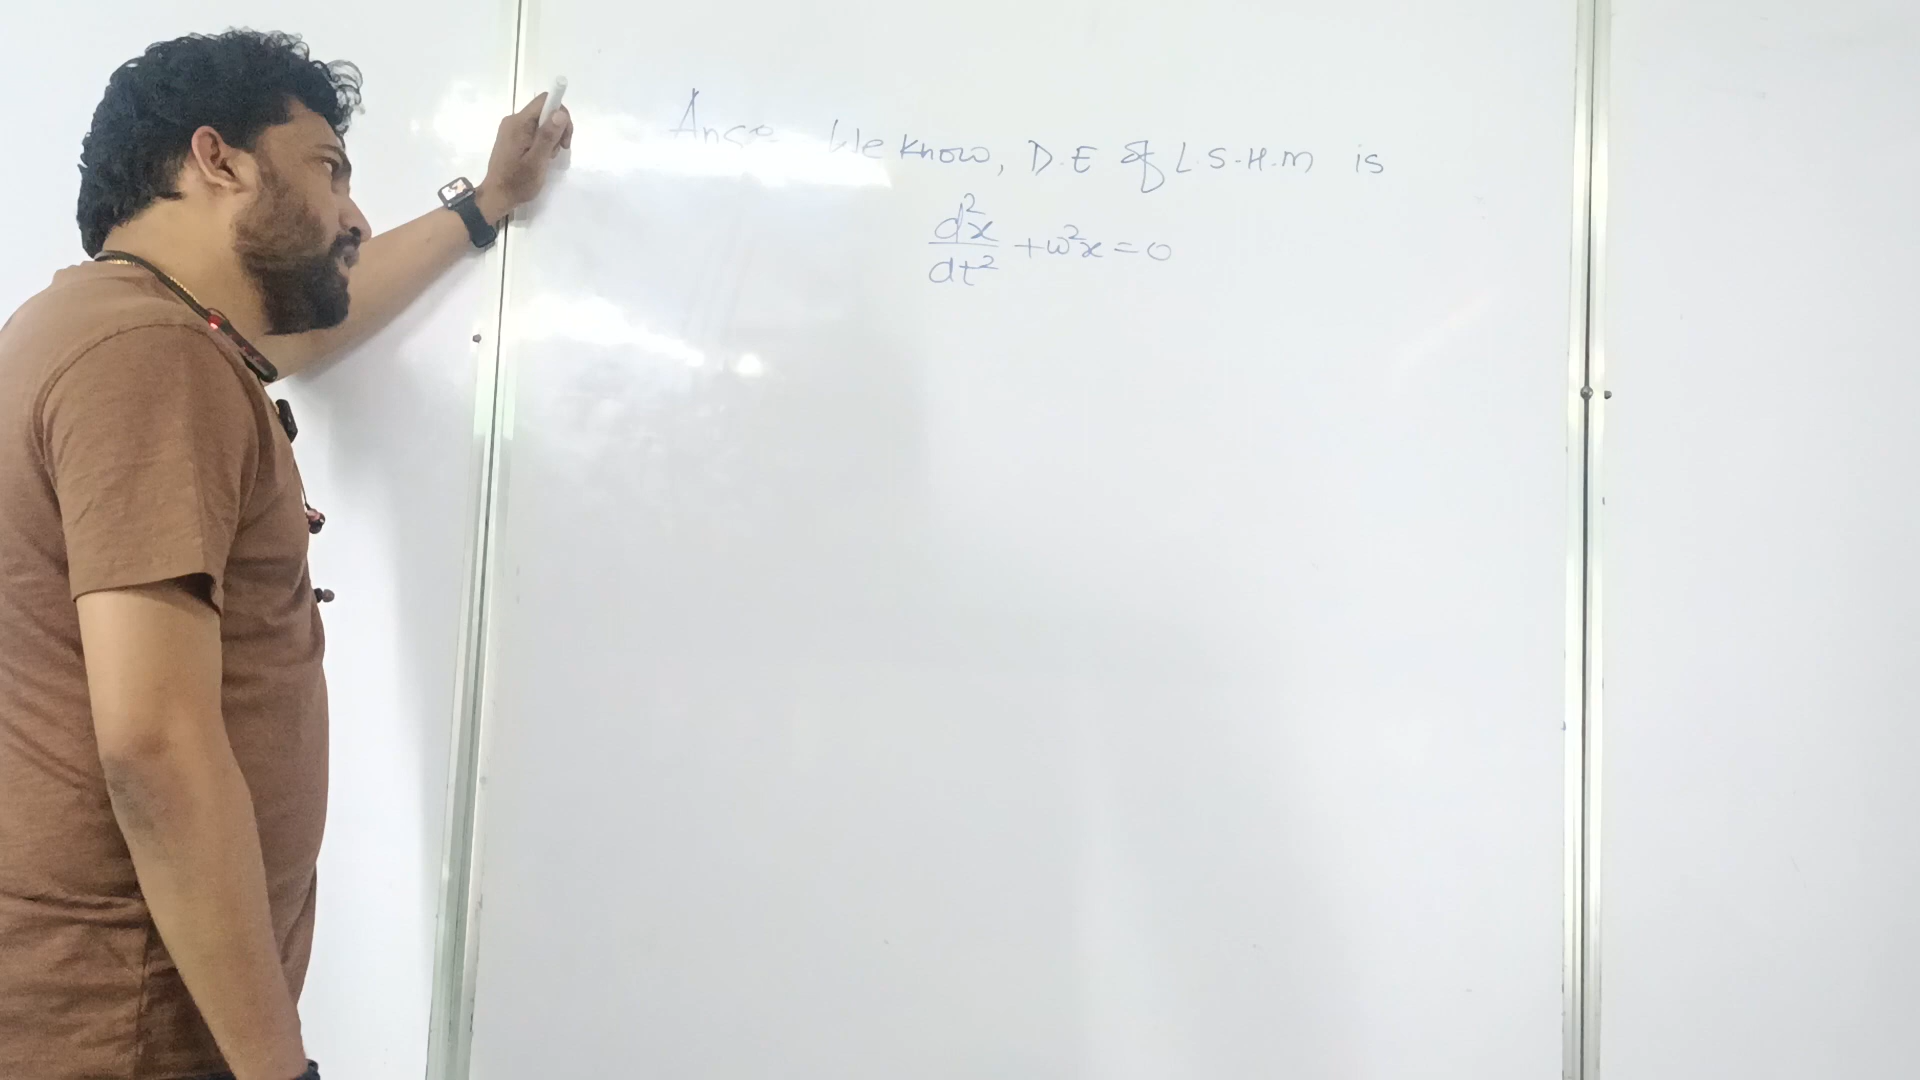 Ans:- We know, D.E of L.S.H.M is
d²x/dt² + ω²x = 0